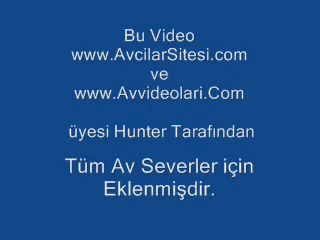 Bu Video
www.AvcilarSitesi.com
ve
www.Avvideolari.Com
üyesi Hunter Tarafından
Tüm Av Severler için
Eklenmişdir.